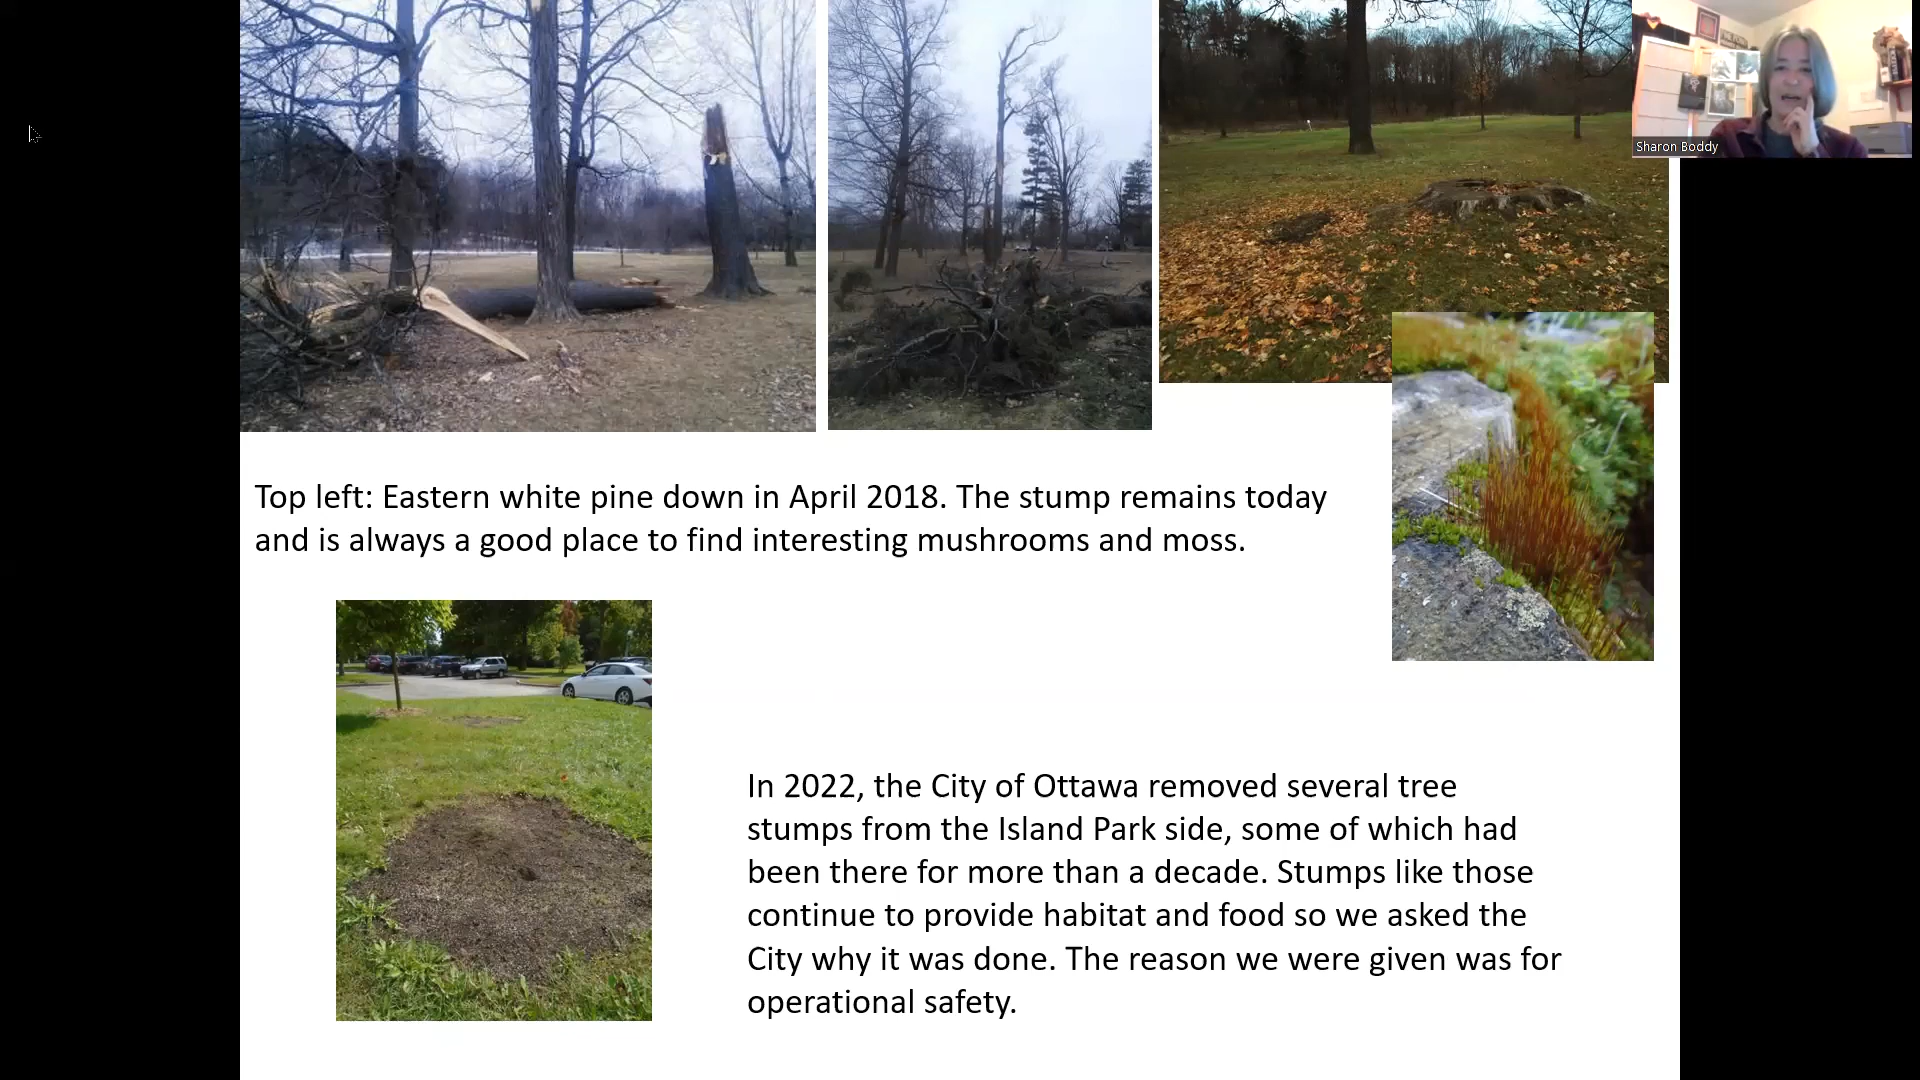 Sharon Boddy
Top left: Eastern white pine down in April 2018. The stump remains today
and is always a good place to find interesting mushrooms and moss.
In 2022, the City of Ottawa removed several tree
stumps from the Island Park side, some of which had
been there for more than a decade. Stumps like those
continue to provide habitat and food so we asked the
City why it was done. The reason we were given was for
operational safety.